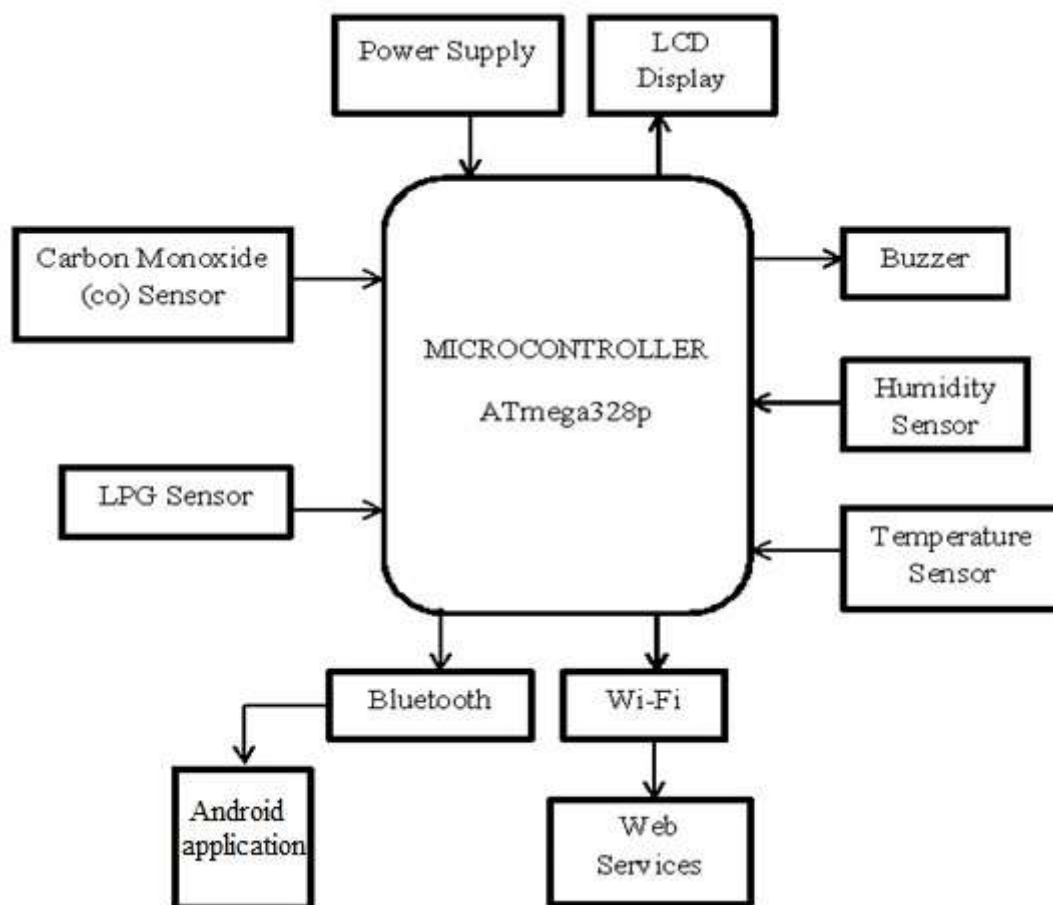 Power Supply
LCD
Display
Carbon Monoxide
(co) Sensor
Buzzer
MICROCONTROLLER
ATmega328p
Humidity
Sensor
LPG Sensor
Temperature
Sensor
Bluetooth
Wi-Fi
Android
application
Web
Services